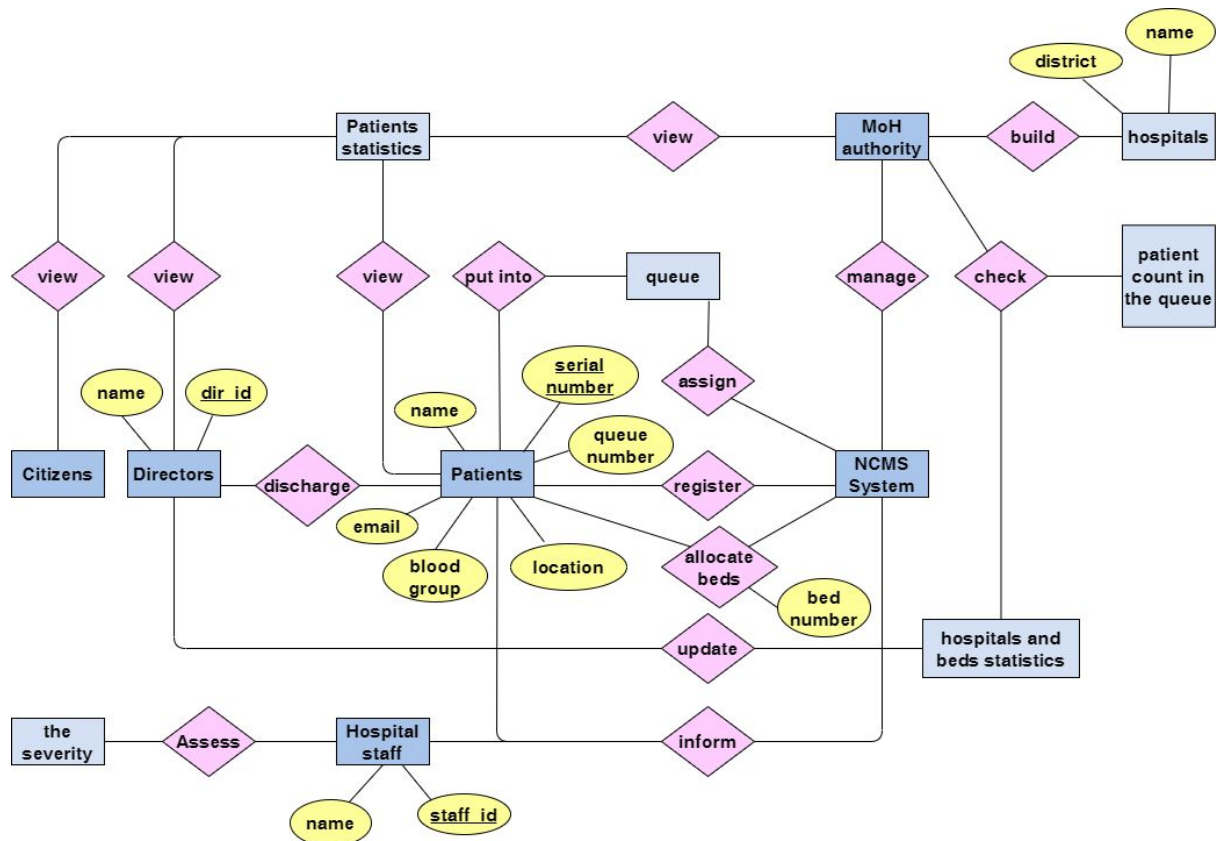 name
district
Patients
statistics
view
MoH
authority
build
hospitals
view
view
view
put into
queue
manage
check
patient
count in
the queue
assign
name
dir_id
name
serial
number
queue
number
Citizens
Directors
discharge
Patients
register
NCMS
System
email
blood
group
location
allocate
beds
bed
number
update
hospitals and
beds statistics
the
severity
Assess
Hospital
staff
inform
name
staff_id